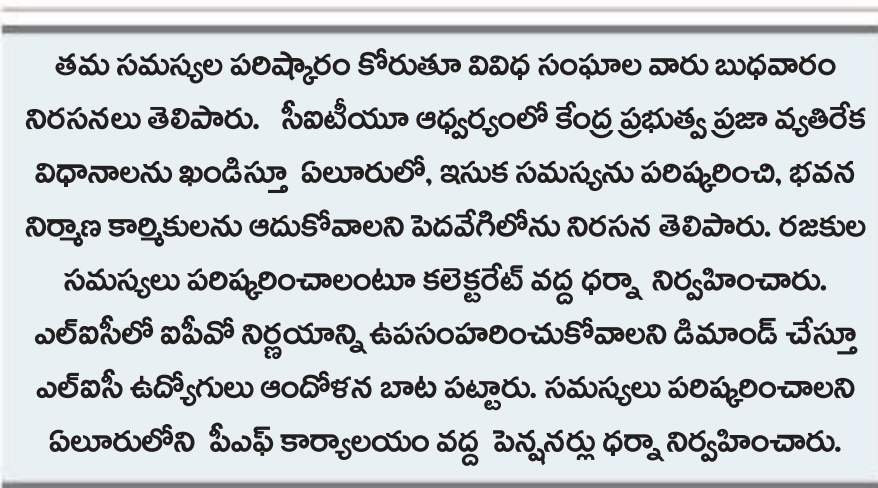 తమ సమస్యల పరిష్కారం కోరుతూ వివిధ సంఘాల వారు బుధవారం
నిరసనలు తెలిపారు. సీఐటీయూ ఆధ్వర్యంలో కేంద్ర ప్రభుత్వ ప్రజా వ్యతిరేక
విధానాలను ఖండిస్తూ ఏలూరులో, ఇసుక సమస్యను పరిష్కరించి, భవన
నిర్మాణ కార్మికులను ఆదుకోవాలని పెదవేగిలోను నిరసన తెలిపారు. రజకుల
సమస్యలు పరిష్కరించాలంటూ కలెక్టరేట్ వద్ద ధర్నా నిర్వహించారు.
ఎల్ఐసీలో ఐపీవో నిర్ణయాన్ని ఉపసంహరించుకోవాలని డిమాండ్ చేస్తూ
ఎల్ఐసీ ఉద్యోగులు ఆందోళన బాట పట్టారు. సమస్యలు పరిష్కరించాలని
ఏలూరులోని పీఎఫ్ కార్యాలయం వద్ద పెన్షనర్లు ధర్నా నిర్వహించారు.